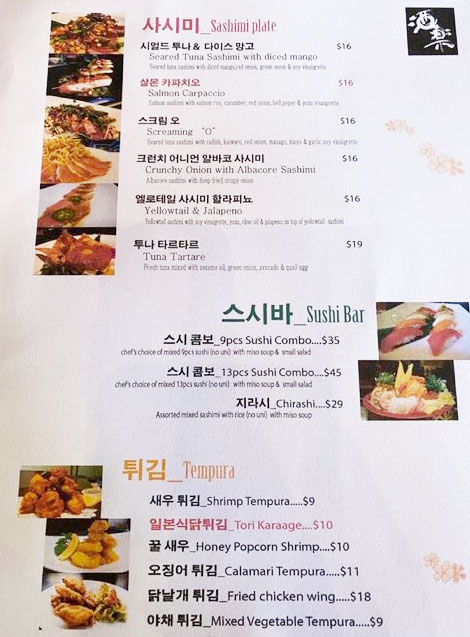 사시미_Sashimi plate
시얼드 투나 & 다이스 망고 $16
Seared Tuna Sashimi with diced mango
Seared tuna sashimi with diced mango,red onion, green onion & soy vinaigrette
살몬 카파치오 $16
Salmon Carpaccio
Salmon sashimi with salmon roe, cucumber, red onion, bell peper & yuzu vinaigrette
스크림 오 $16
Screaming "O"
Seared tuna sashimi with radish, kaiware, red onion, masago, mayo & garlic soy vinaigrette
크런치 어니언 알바코 사시미 $16
Crunchy Onion with Albacore Sashimi
Albacore sashimi with deep fried crispy onion
엘로테일 사시미 할라피뇨 $16
Yellowtail & Jalapeno
Yellowtail sashimi with soy vinaigrette, yuzu, olive oil & jalapeno on top of yellowtail sashimi
투나 타르타르 $19
Tuna Tartare
Fresh tuna mixed with sesame oil, green onion, avocado & quail egg
스시바_Sushi Bar
스시 콤보_9pcs Sushi Combo....$35
chef's choice of mixed 9pcs sushi (no uni) with miso soup & small salad
스시 콤보_13pcs Sushi Combo....$45
chef's choice of mixed 13pcs sushi (no uni) with miso soup & small salad
지라시_Chirashi....$29
Assorted mixed sashimi with rice (no uni) with miso soup
튀김_Tempura
새우 튀김_Shrimp Tempura.....$9
일본식닭튀김_Tori Karaage....$10
꿀 새우_Honey Popcorn Shrimp....$10
오징어 튀김_Calamari Tempura.....$11
닭날개 튀김_Fried chicken wing.....$18
야채 튀김_Mixed Vegetable Tempura.....$9